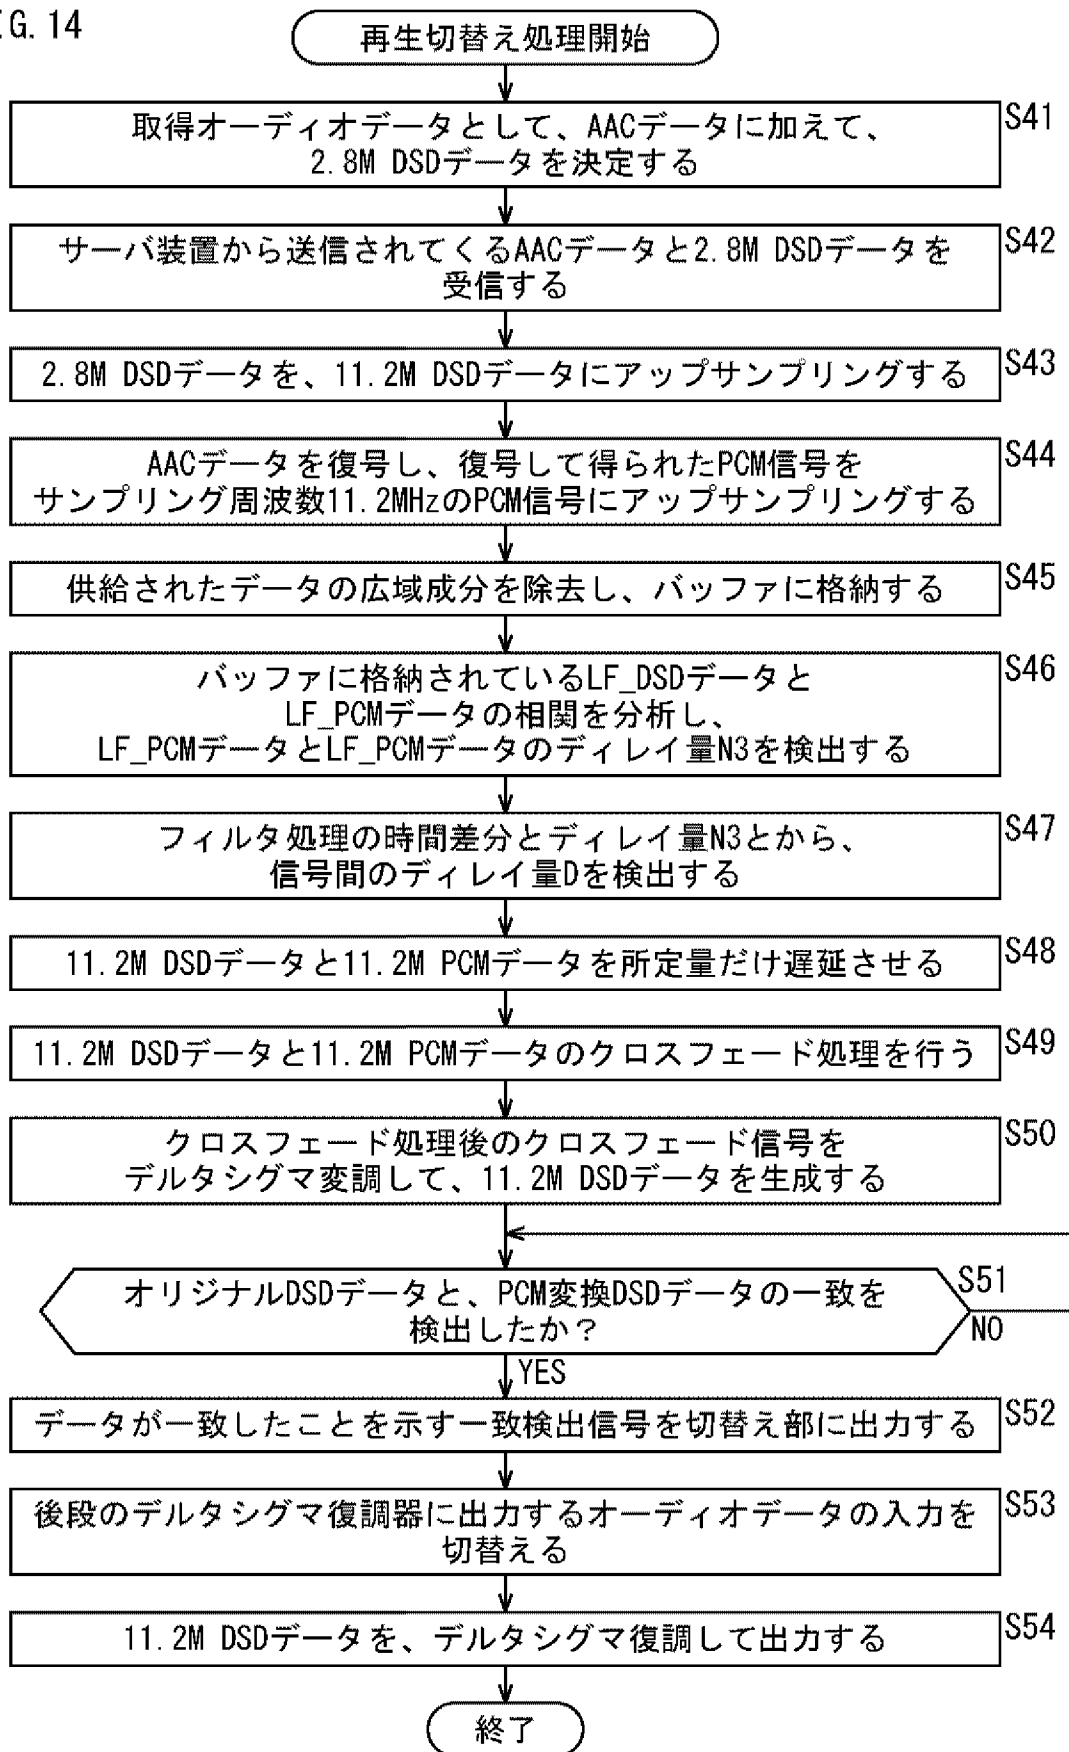 G. 14
再生切替え処理開始
取得オーディオデータとして、AACデータに加えて、
2.8M DSDデータを決定する
S41
サーバ装置から送信されてくるAACデータと2.8M DSDデータを
受信する
S42
2.8M DSDデータを、11.2M DSDデータにアップサンプリングする
S43
AACデータを復号し、復号して得られたPCM信号を
サンプリング周波数11.2MHzのPCM信号にアップサンプリングする
S44
供給されたデータの広域成分を除去し、バッファに格納する
S45
バッファに格納されているLF_DSDデータと
LF_PCMデータの相関を分析し、
LF_PCMデータとLF_PCMデータのディレイ量N3を検出する
S46
フィルタ処理の時間差分とディレイ量N3とから、
信号間のディレイ量Dを検出する
S47
11.2M DSDデータと11.2M PCMデータを所定量だけ遅延させる
S48
11.2M DSDデータと11.2M PCMデータのクロスフェード処理を行う
S49
クロスフェード処理後のクロスフェード信号を
デルタシグマ変調して、11.2M DSDデータを生成する
S50
オリジナルDSDデータと、PCM変換DSDデータの一致を
検出したか？
S51
NO
YES
データが一致したことを示す一致検出信号を切替え部に出力する
S52
後段のデルタシグマ復調器に出力するオーディオデータの入力を
切替える
S53
11.2M DSDデータを、デルタシグマ復調して出力する
S54
終了